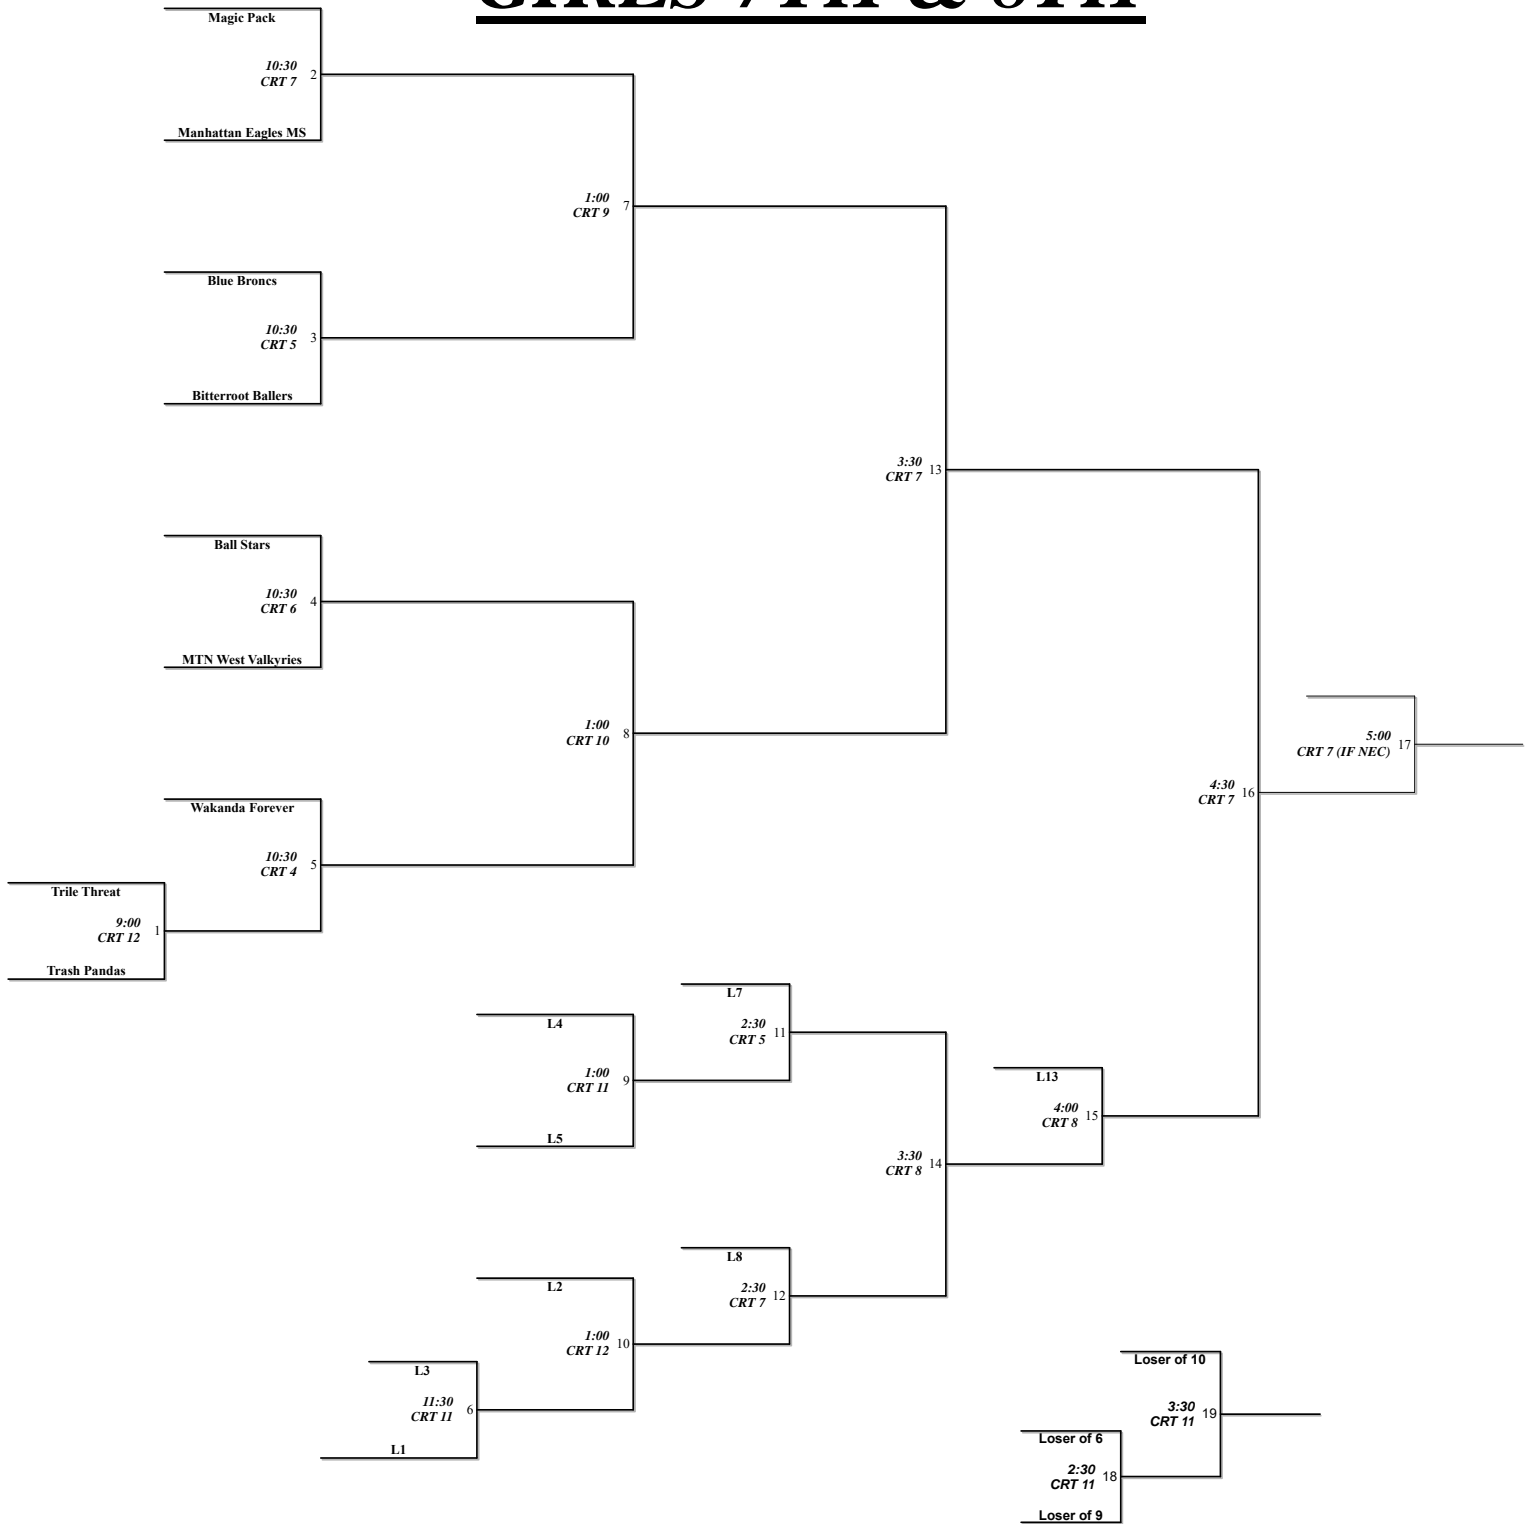 GIRLS 7TH & 8TH
Magic Pack
10:30
CRT 7 2
Manhattan Eagles MS
1:00
CRT 9 7
Blue Broncs
10:30
CRT 5 3
Bitterroot Ballers
3:30
CRT 7 13
Ball Stars
10:30
CRT 6 4
MTN West Valkyries
1:00
CRT 10 8
5:00
CRT 7 (IF NEC) 17
4:30
CRT 7 16
Wakanda Forever
10:30
CRT 4 5
Trile Threat
9:00
CRT 12 1
Trash Pandas
L7
2:30
CRT 5 11
L4
1:00
CRT 11 9
L5
L13
4:00
CRT 8 15
3:30
CRT 8 14
L8
2:30
CRT 7 12
L2
1:00
CRT 12 10
L3
11:30
CRT 11 6
L1
Loser of 10
3:30
CRT 11 19
Loser of 6
2:30
CRT 11 18
Loser of 9